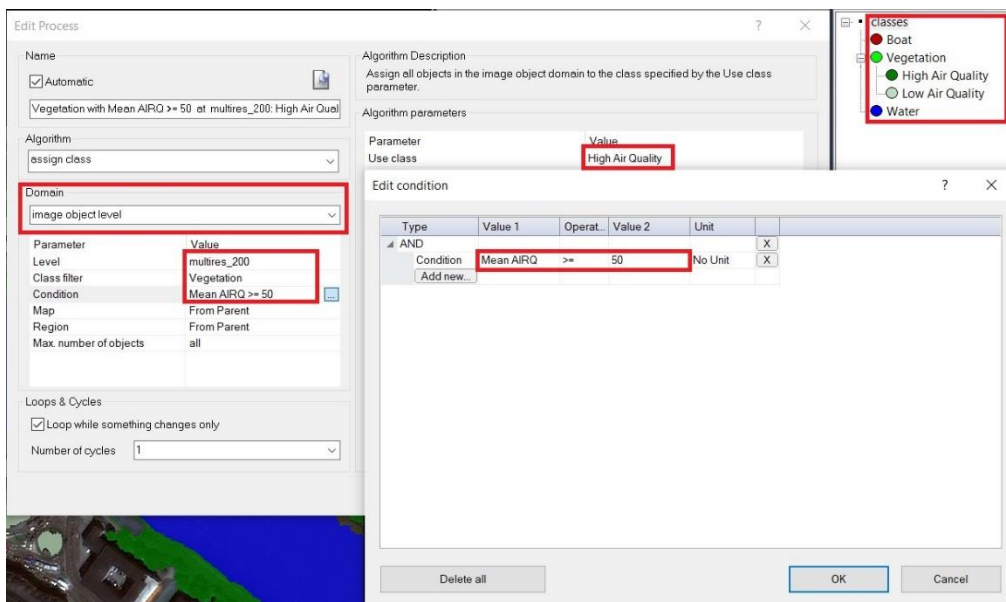 Edit Process ? ×
Name
Automatic
Vegetation with Mean AIRQ >= 50 at multires_200: High Air Qual
Algorithm
assign class
Domain
image object level
Parameter Value
Level multires_200
Class filter Vegetation
Condition Mean AIRQ >= 50 ...
Map From Parent
Region From Parent
Max. number of objects all
Loops & Cycles
Loop while something changes only
Number of cycles 1
Algorithm Description
Assign all objects in the image object domain to the class specified by the Use class
parameter.
Algorithm parameters
Parameter Value
Use class High Air Quality
classes
Boat
Vegetation
High Air Quality
Low Air Quality
Water
Edit condition ? ×
Type Value 1 Operat... Value 2 Unit
AND X
Condition Mean AIRQ >= 50 No Unit X
Add new...
Delete all OK Cancel